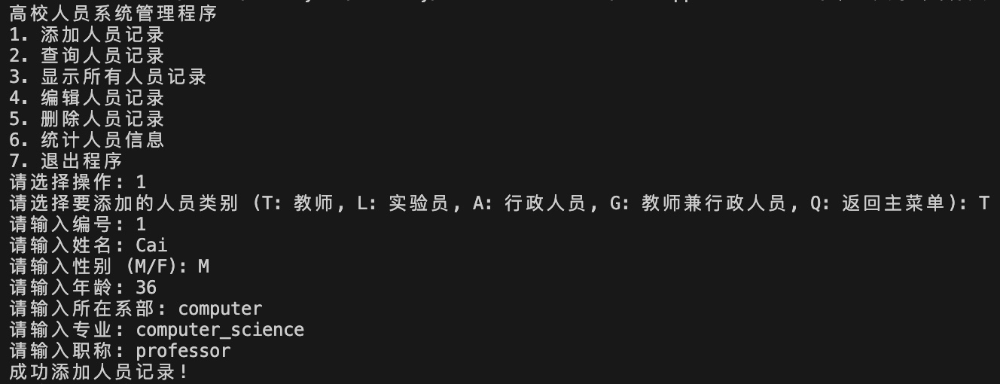 高校人员系统管理程序
1. 添加人员记录
2. 查询人员记录
3. 显示所有人员记录
4. 编辑人员记录
5. 删除人员记录
6. 统计人员信息
7. 退出程序
请选择操作: 1
请选择要添加的人员类别 (T: 教师, L: 实验员, A: 行政人员, G: 教师兼行政人员, Q: 返回主菜单): T
请输入编号: 1
请输入姓名: Cai
请输入性别 (M/F): M
请输入年龄: 36
请输入所在系部: computer
请输入专业: computer_science
请输入职称: professor
成功添加人员记录!